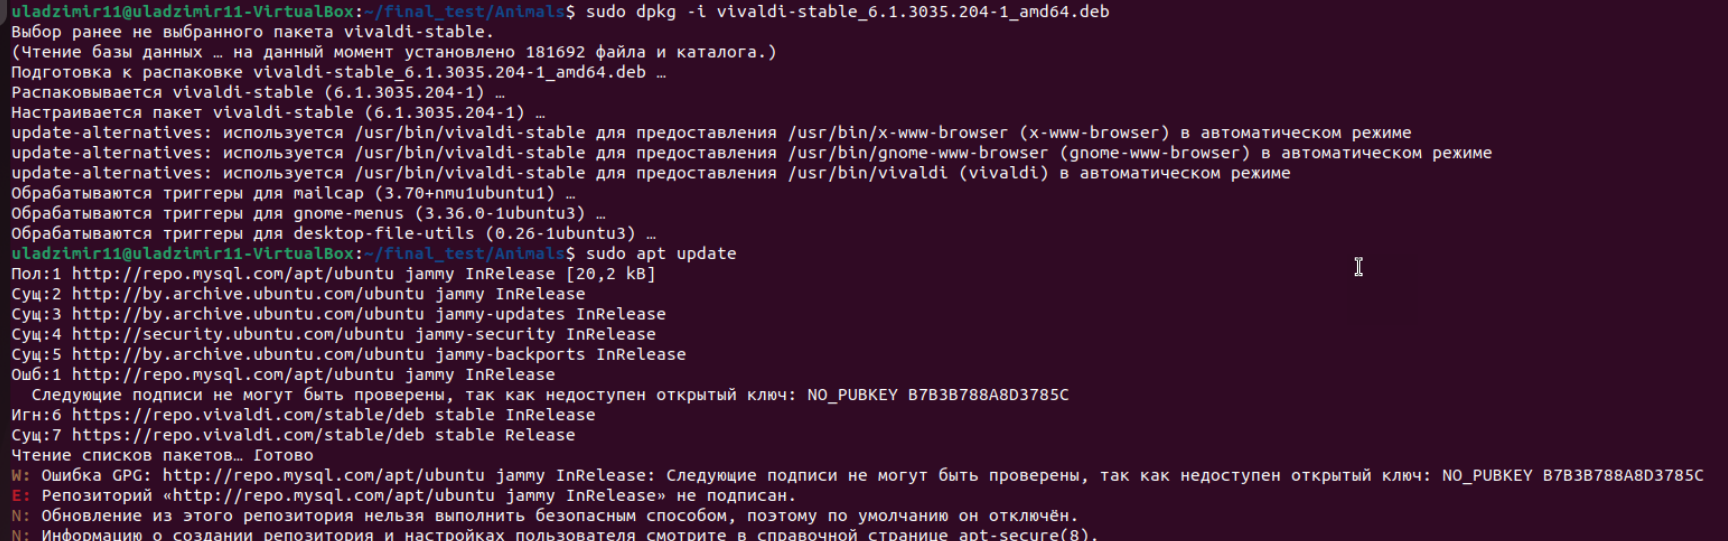 uladzimir11@uladzimir11-VirtualBox:~/final_test/Animals$ sudo dpkg -i vivaldi-stable_6.1.3035.204-1_amd64.deb
Выбор ранее не выбранного пакета vivaldi-stable.
(Чтение базы данных … на данный момент установлено 181692 файла и каталога.)
Подготовка к распаковке vivaldi-stable_6.1.3035.204-1_amd64.deb …
Распаковывается vivaldi-stable (6.1.3035.204-1) …
Настраивается пакет vivaldi-stable (6.1.3035.204-1) …
update-alternatives: используется /usr/bin/vivaldi-stable для предоставления /usr/bin/x-www-browser (x-www-browser) в автоматическом режиме
update-alternatives: используется /usr/bin/vivaldi-stable для предоставления /usr/bin/gnome-www-browser (gnome-www-browser) в автоматическом режиме
update-alternatives: используется /usr/bin/vivaldi-stable для предоставления /usr/bin/vivaldi (vivaldi) в автоматическом режиме
Обрабатываются триггеры для mailcap (3.70+nmu1ubuntu1) …
Обрабатываются триггеры для gnome-menus (3.36.0-1ubuntu3) …
Обрабатываются триггеры для desktop-file-utils (0.26-1ubuntu3) …
uladzimir11@uladzimir11-VirtualBox:~/final_test/Animals$ sudo apt update
Пол:1 http://repo.mysql.com/apt/ubuntu jammy InRelease [20,2 kB]
Сущ:2 http://by.archive.ubuntu.com/ubuntu jammy InRelease
Сущ:3 http://by.archive.ubuntu.com/ubuntu jammy-updates InRelease
Сущ:4 http://security.ubuntu.com/ubuntu jammy-security InRelease
Сущ:5 http://by.archive.ubuntu.com/ubuntu jammy-backports InRelease
Ошб:1 http://repo.mysql.com/apt/ubuntu jammy InRelease
Следующие подписи не могут быть проверены, так как недоступен открытый ключ: NO_PUBKEY B7B3B788A8D3785C
Игн:6 https://repo.vivaldi.com/stable/deb stable InRelease
Сущ:7 https://repo.vivaldi.com/stable/deb stable Release
Чтение списков пакетов… Готово
W: Ошибка GPG: http://repo.mysql.com/apt/ubuntu jammy InRelease: Следующие подписи не могут быть проверены, так как недоступен открытый ключ: NO_PUBKEY B7B3B788A8D3785C
E: Репозиторий «http://repo.mysql.com/apt/ubuntu jammy InRelease» не подписан.
N: Обновление из этого репозитория нельзя выполнить безопасным способом, поэтому по умолчанию он отключён.
N: Информацию о создании репозитория и настройках пользователя смотрите в справочной странице apt-secure(8).